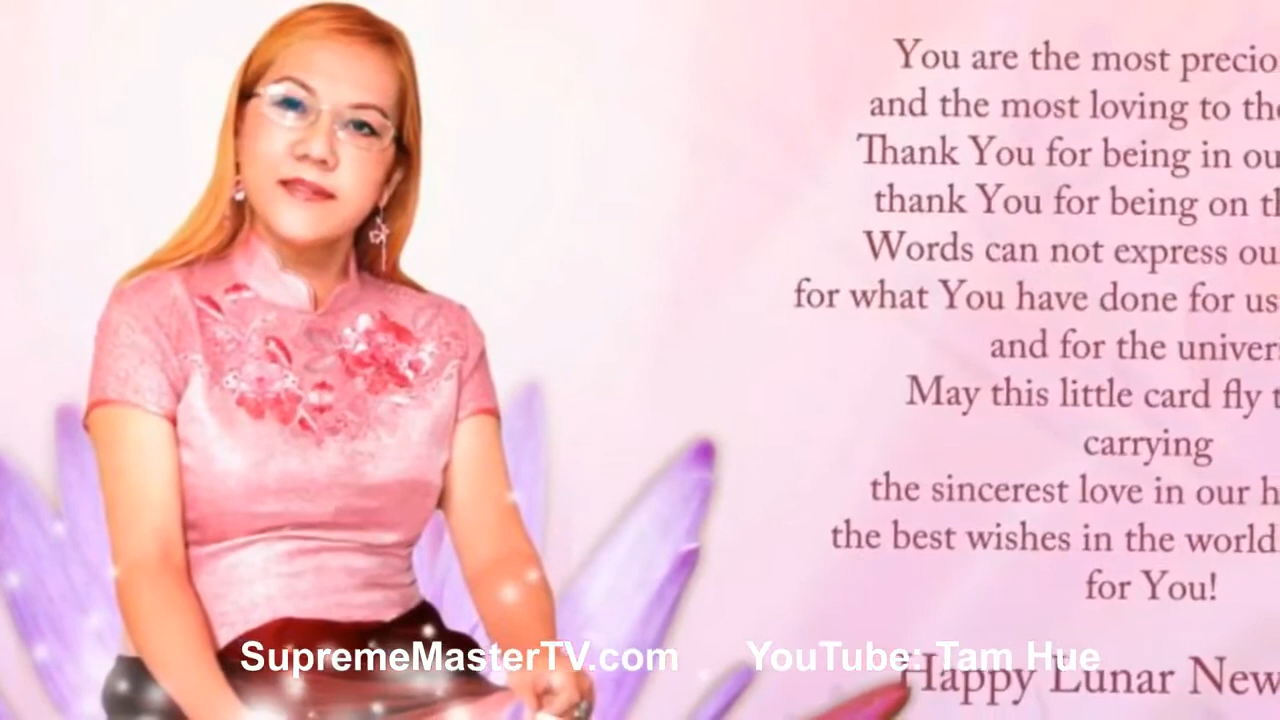 You are the most precio
and the most loving to the
Thank You for being in ou
thank You for being on th
Words can not express ou
for what You have done for us
and for the univer
May this little card fly t
carrying
the sincerest love in our h
the best wishes in the world
for You!
SupremeMasterTV.com YouTube: Tam Hue
Happy Lunar New